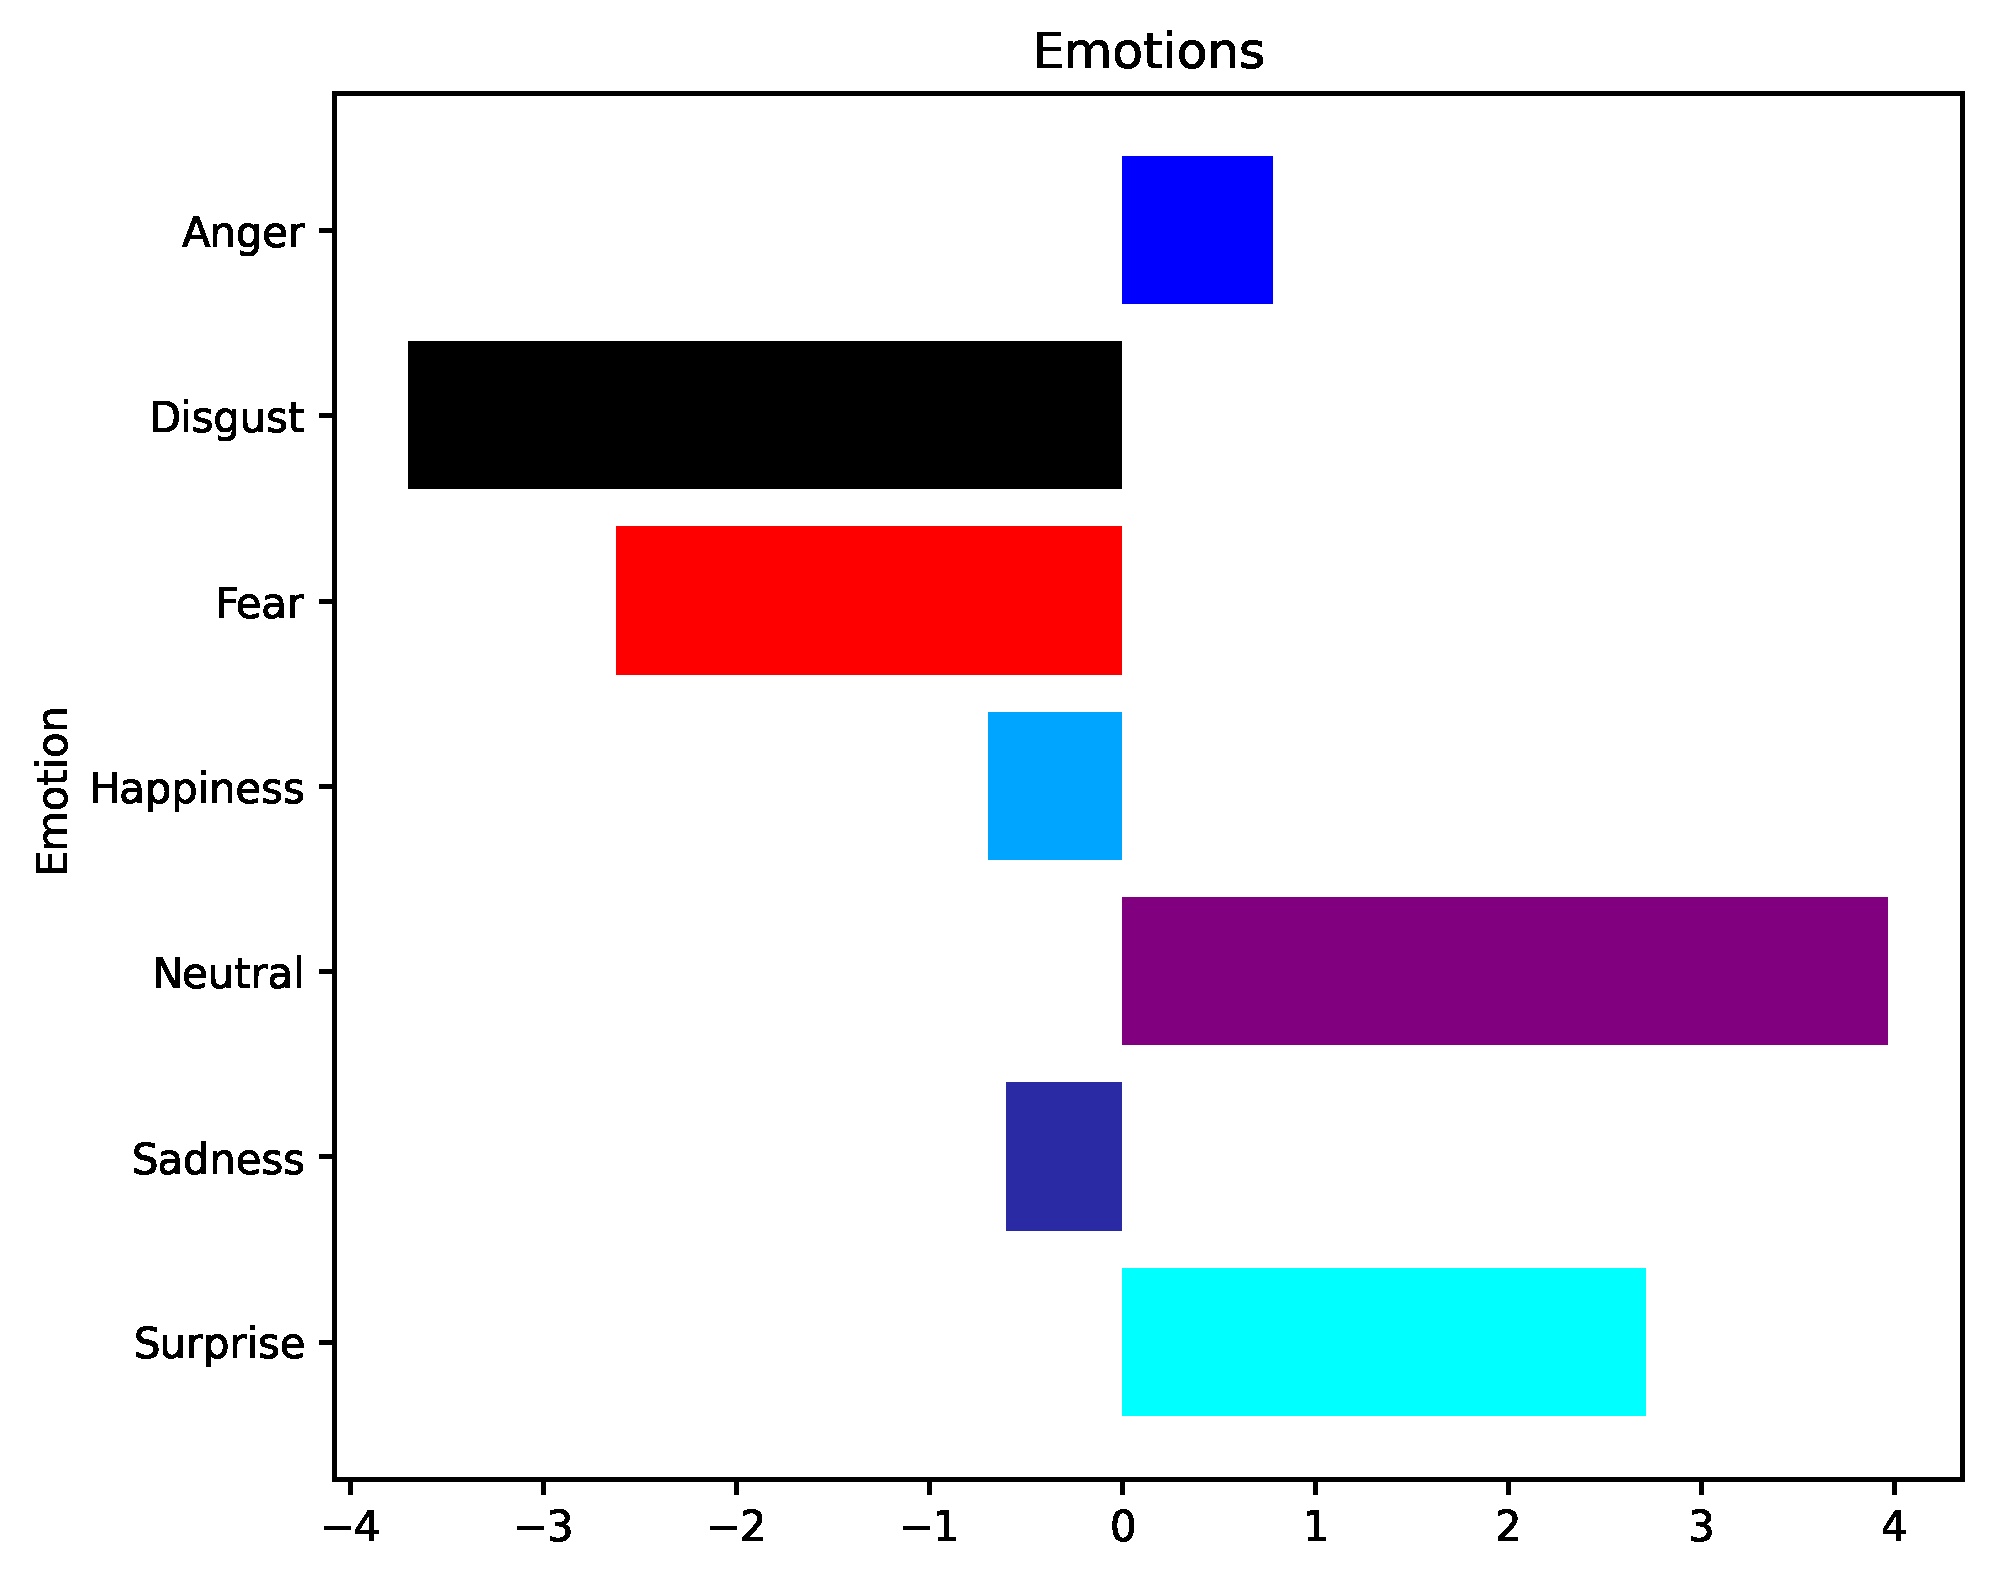 Emotions
Anger
Disgust
Fear
Happiness
Neutral
Sadness
Surprise
Emotion
−4 −3 −2 −1 0 1 2 3 4